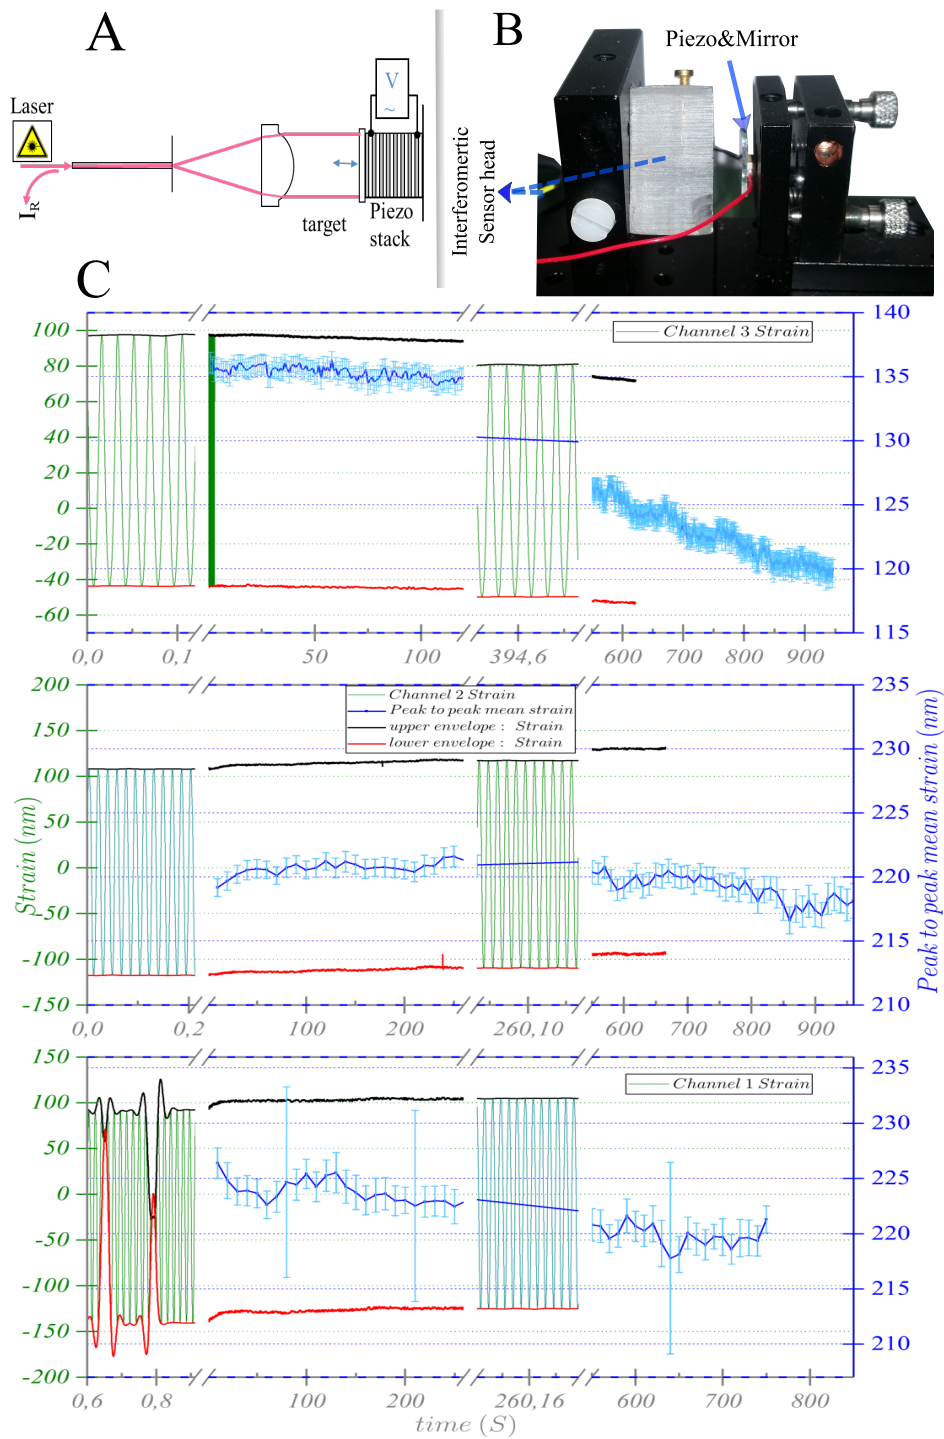 A
Laser
I_R
V
~
target
Piezo
stack
B
Piezo&Mirror
Interferomertic
Sensor head
C
Channel 3 Strain
100
80
60
40
20
0
-20
-40
-60
140
135
130
125
120
115
0,0 0,1 50 100 394,6 600 700 800 900
Channel 2 Strain
Peak to peak mean strain
upper envelope : Strain
lower envelope : Strain
200
150
100
50
0
-50
-100
-150
235
230
225
220
215
210
Strain (nm)
Peak to peak mean strain (nm)
0,0 0,2 100 200 260,10 600 700 800 900
Channel 1 Strain
150
100
50
0
-50
-100
-150
-200
235
230
225
220
215
210
0,6 0,8 100 200 260,16 600 700 800
time (S)